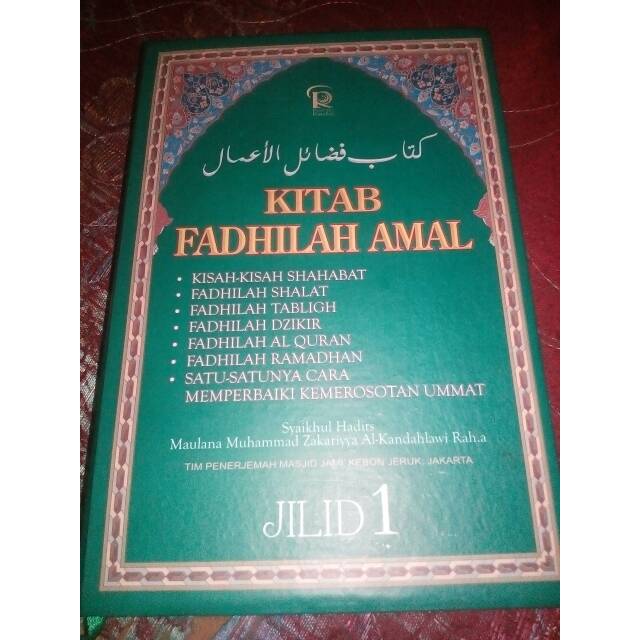 كتاب فضائل الأعمال
KITAB
FADHILAH AMAL
• KISAH-KISAH SHAHABAT
• FADHILAH SHALAT
• FADHILAH TABLIGH
• FADHILAH DZIKIR
• FADHILAH AL QURAN
• FADHILAH RAMADHAN
• SATU-SATUNYA CARA
MEMPERBAIKI KEMEROSOTAN UMMAT
Syaikhul Hadits
Maulana Muhammad Zakariyya Al-Kandahlawi Rah.a
TIM PENERJEMAH MASJID JAMI' KEBON JERUK, JAKARTA
JILID 1